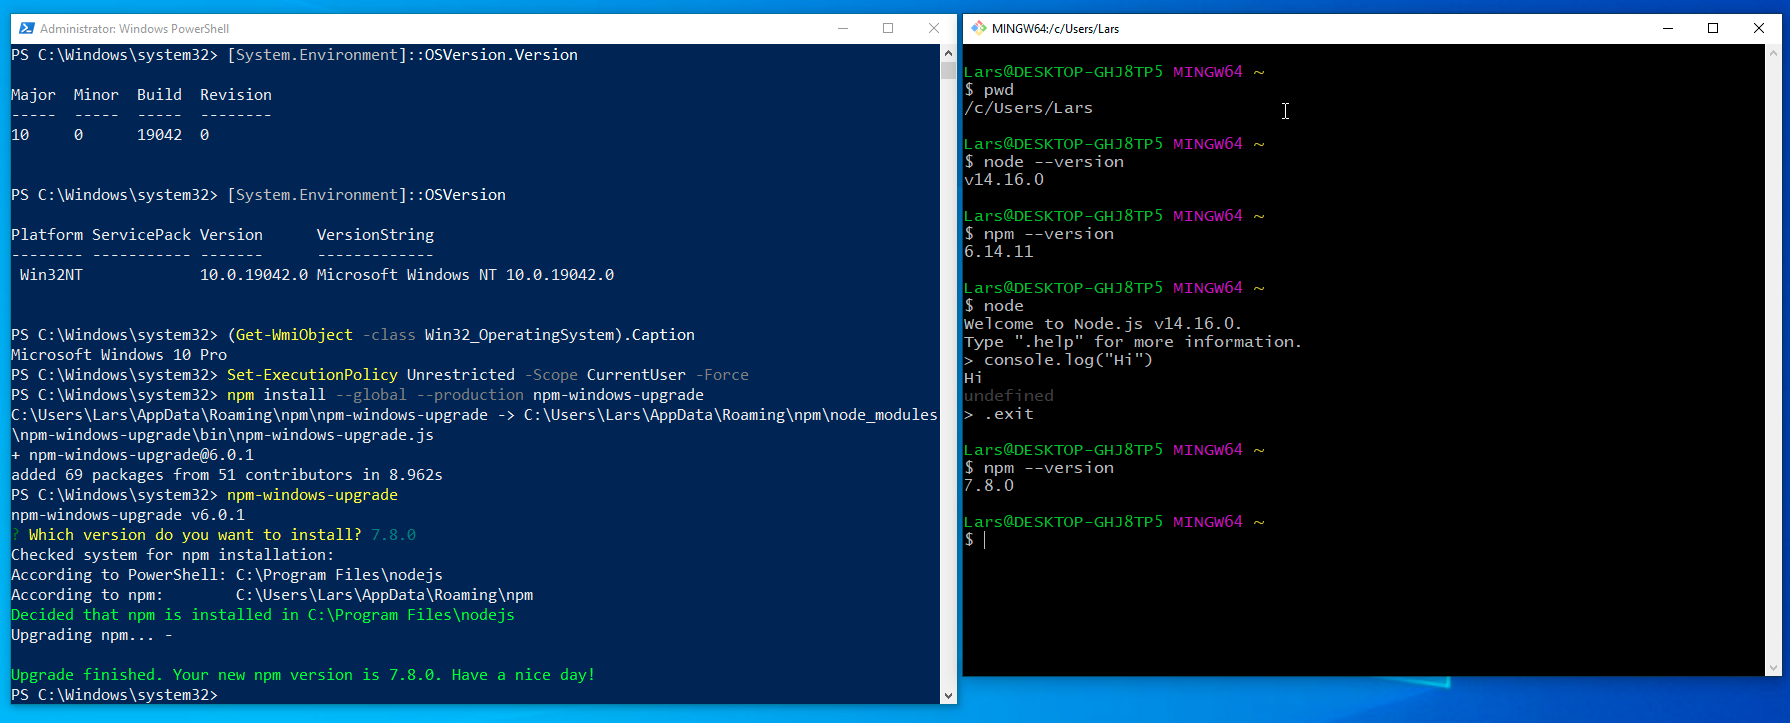 Administrator: Windows PowerShell
PS C:\Windows\system32> [System.Environment]::OSVersion.Version
Major  Minor  Build  Revision
-----  -----  -----  --------
10     0      19042  0
PS C:\Windows\system32> [System.Environment]::OSVersion
Platform ServicePack Version      VersionString
-------- ----------- -------      -------------
 Win32NT             10.0.19042.0 Microsoft Windows NT 10.0.19042.0
PS C:\Windows\system32> (Get-WmiObject -class Win32_OperatingSystem).Caption
Microsoft Windows 10 Pro
PS C:\Windows\system32> Set-ExecutionPolicy Unrestricted -Scope CurrentUser -Force
PS C:\Windows\system32> npm install --global --production npm-windows-upgrade
C:\Users\Lars\AppData\Roaming\npm\npm-windows-upgrade -> C:\Users\Lars\AppData\Roaming\npm\node_modules
\npm-windows-upgrade\bin\npm-windows-upgrade.js
+ npm-windows-upgrade@6.0.1
added 69 packages from 51 contributors in 8.962s
PS C:\Windows\system32> npm-windows-upgrade
npm-windows-upgrade v6.0.1
? Which version do you want to install? 7.8.0
Checked system for npm installation:
According to PowerShell: C:\Program Files\nodejs
According to npm:        C:\Users\Lars\AppData\Roaming\npm
Decided that npm is installed in C:\Program Files\nodejs
Upgrading npm... -
Upgrade finished. Your new npm version is 7.8.0. Have a nice day!
PS C:\Windows\system32>
MINGW64:/c/Users/Lars
Lars@DESKTOP-GHJ8TP5 MINGW64 ~
$ pwd
/c/Users/Lars
Lars@DESKTOP-GHJ8TP5 MINGW64 ~
$ node --version
v14.16.0
Lars@DESKTOP-GHJ8TP5 MINGW64 ~
$ npm --version
6.14.11
Lars@DESKTOP-GHJ8TP5 MINGW64 ~
$ node
Welcome to Node.js v14.16.0.
Type ".help" for more information.
> console.log("Hi")
Hi
undefined
> .exit
Lars@DESKTOP-GHJ8TP5 MINGW64 ~
$ npm --version
7.8.0
Lars@DESKTOP-GHJ8TP5 MINGW64 ~
$